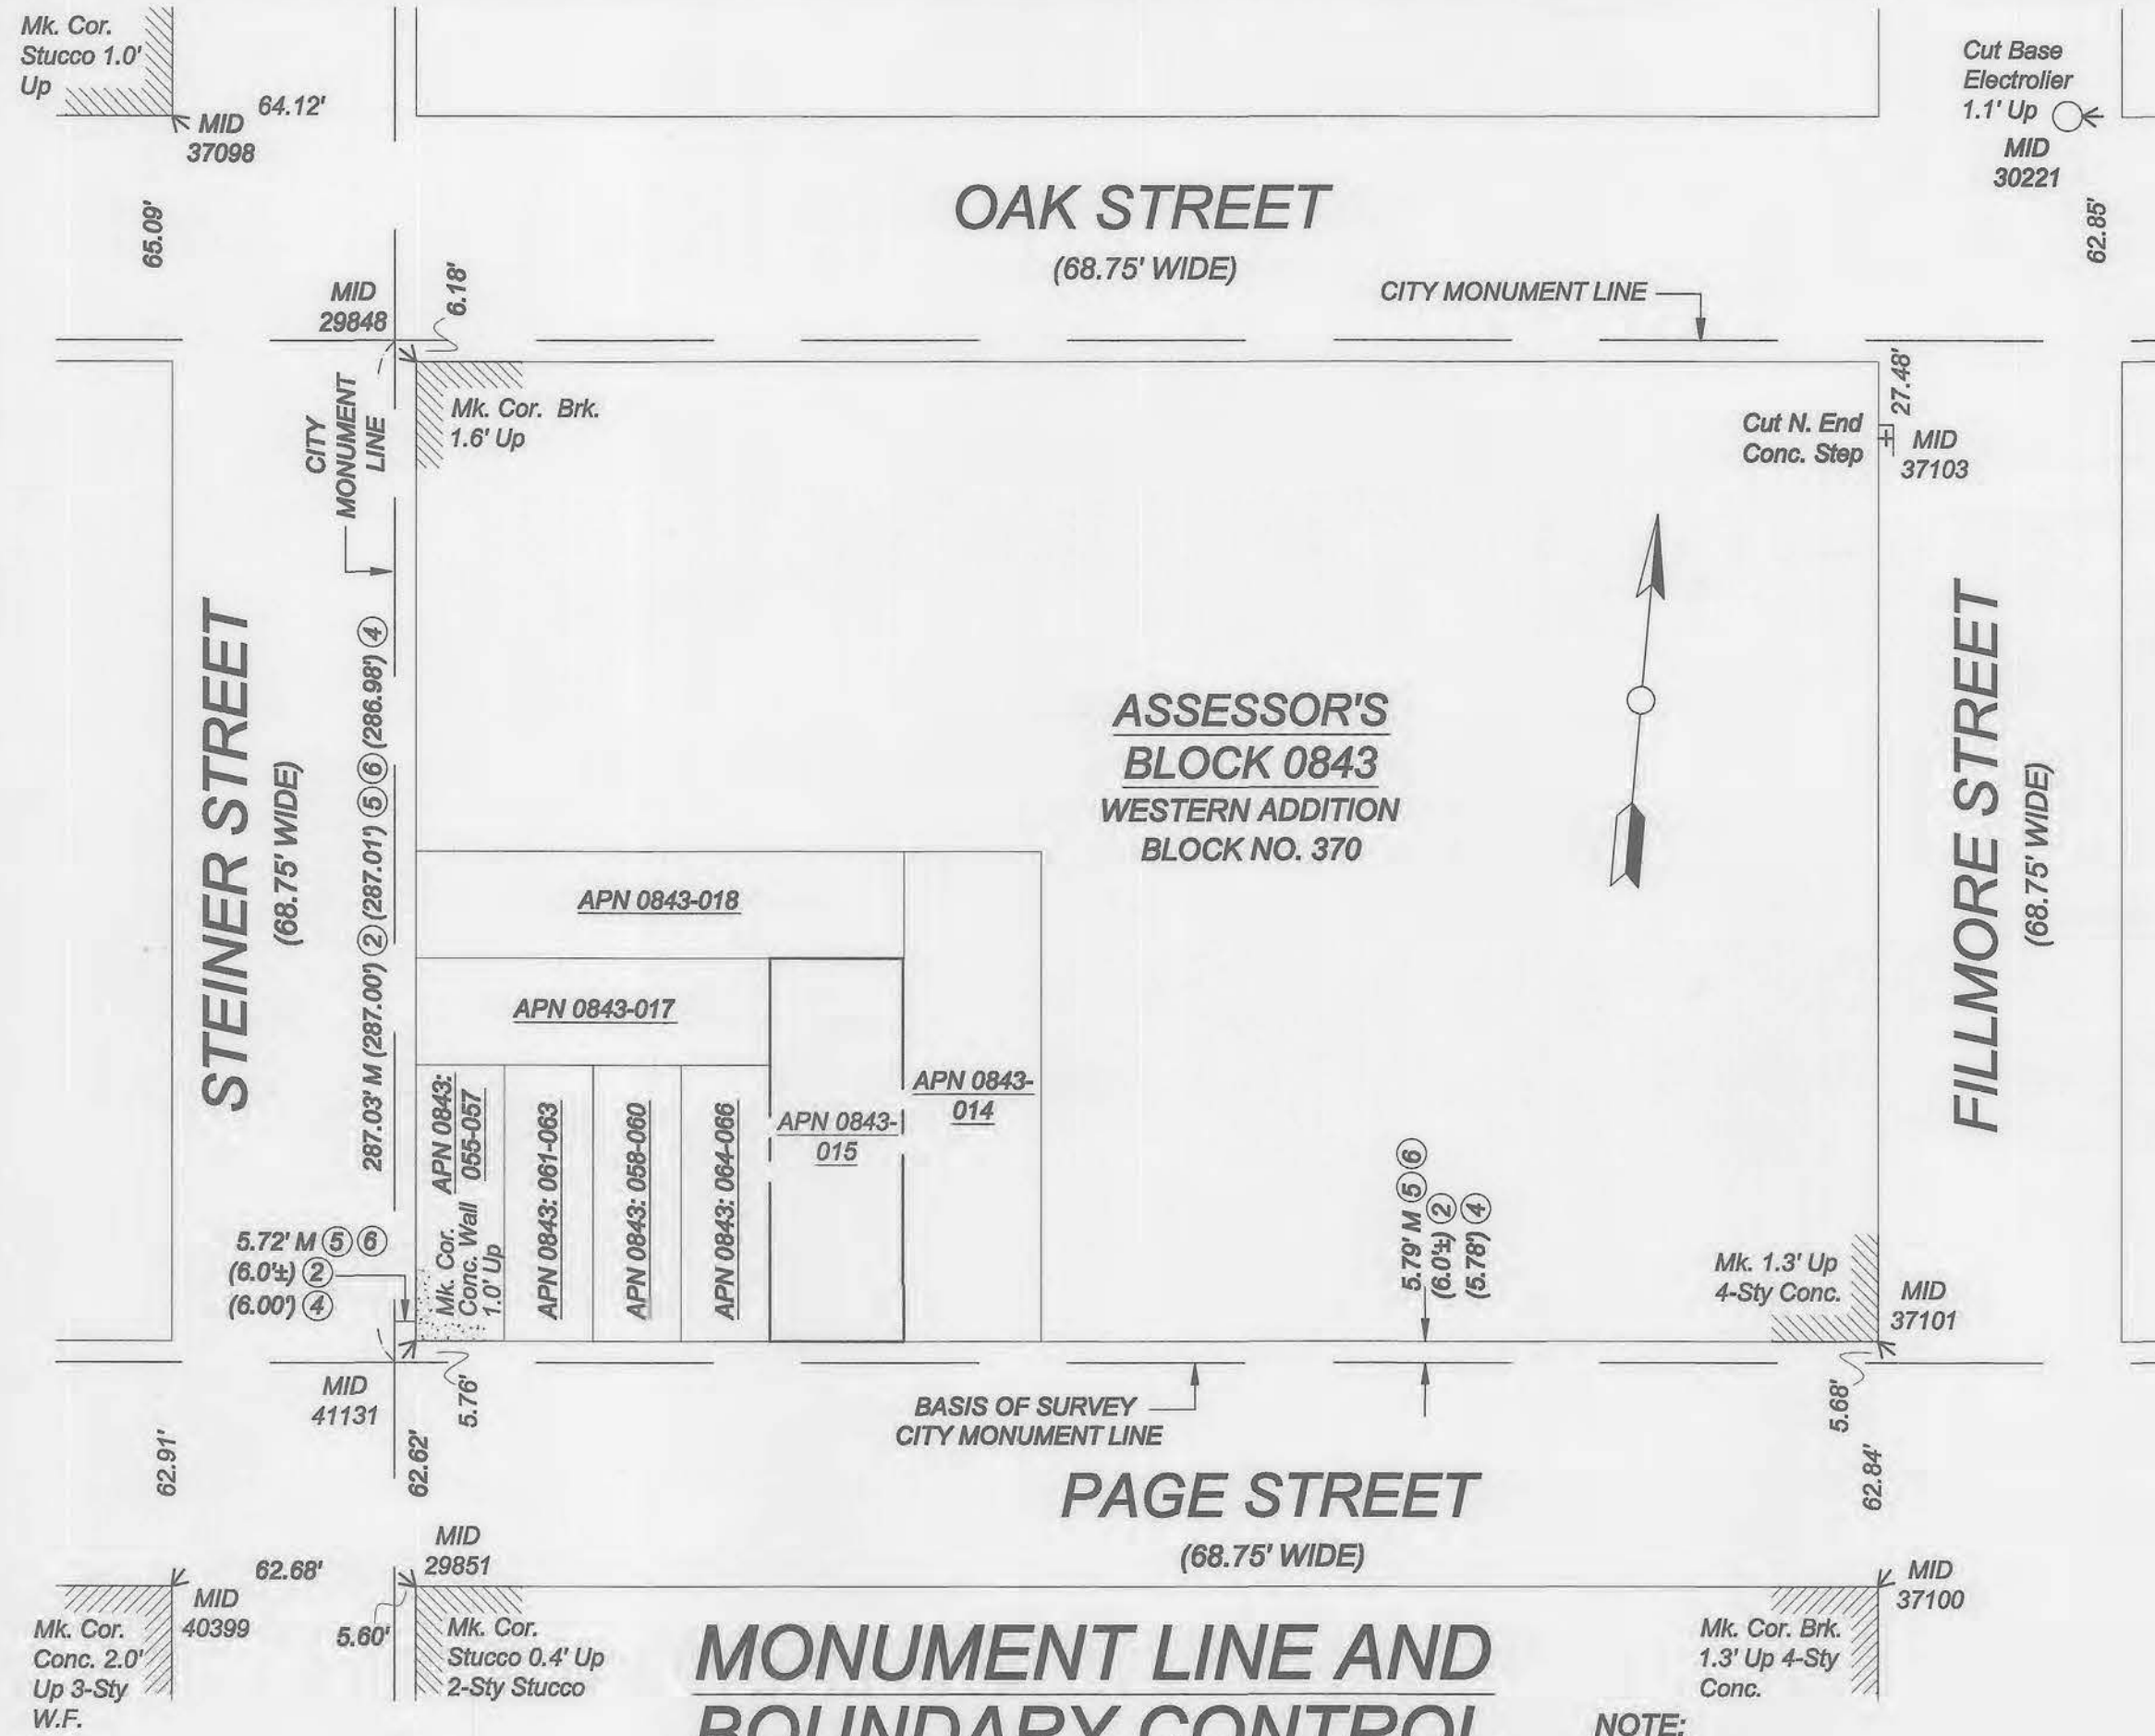 Mk. Cor.
Stucco 1.0'
Up
64.12'
MID
37098
65.09'
Cut Base
Electrolier
1.1' Up
MID
30221
62.85'
OAK STREET
(68.75' WIDE)
CITY MONUMENT LINE
MID
29848
6.18'
CITY
MONUMENT
LINE
Mk. Cor. Brk.
1.6' Up
27.48'
Cut N. End
Conc. Step
MID
37103
STEINER STREET
(68.75' WIDE)
287.03' M (287.00') 2 (287.01') 5 6 (286.98') 4
ASSESSOR'S
BLOCK 0843
WESTERN ADDITION
BLOCK NO. 370
FILLMORE STREET
(68.75' WIDE)
APN 0843-018
APN 0843-017
APN 0843:
055-057
Mk. Cor.
Conc. Wall
1.0' Up
APN 0843: 061-063
APN 0843: 058-060
APN 0843: 064-066
APN 0843-
015
APN 0843-
014
5.72' M 5 6
(6.0'±) 2
(6.00') 4
5.79' M 5 6
(6.0'±) 2
(5.78') 4
Mk. 1.3' Up
4-Sty Conc.
MID
37101
MID
41131
5.76'
BASIS OF SURVEY
CITY MONUMENT LINE
5.68'
62.91'
62.62'
62.84'
PAGE STREET
(68.75' WIDE)
MID
29851
62.68'
MID
40399
5.60'
MID
37100
Mk. Cor.
Conc. 2.0'
Up 3-Sty
W.F.
Mk. Cor.
Stucco 0.4' Up
2-Sty Stucco
MONUMENT LINE AND
BOUNDARY CONTROL
Mk. Cor. Brk.
1.3' Up 4-Sty
Conc.
NOTE: